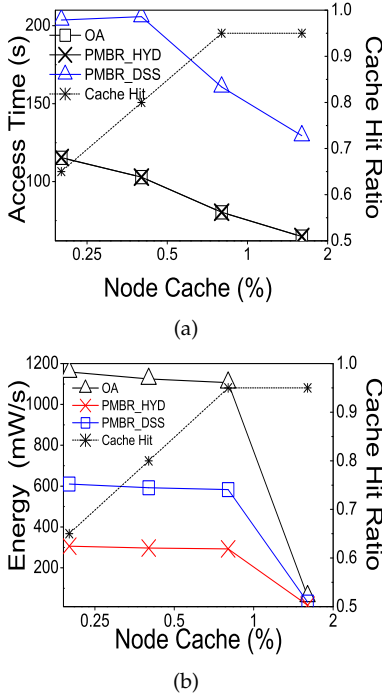 200
150
100
Access Time (s)
OA
PMBR_HYD
PMBR_DSS
Cache Hit
1.0
0.9
0.8
0.7
0.6
0.5
Cache Hit Ratio
0.25 0.5 1 2
Node Cache (%)
(a)
1200
1000
800
600
400
200
Energy (mW/s)
OA
PMBR_HYD
PMBR_DSS
Cache Hit
1.0
0.9
0.8
0.7
0.6
0.5
Cache Hit Ratio
0.25 0.5 1 2
Node Cache (%)
(b)